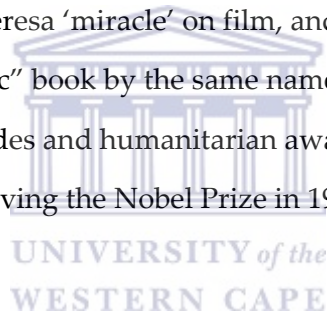 eresa ‘miracle’ on film, and
c” book by the same name
des and humanitarian awa
ving the Nobel Prize in 19
UNIVERSITY of the
WESTERN CAPE